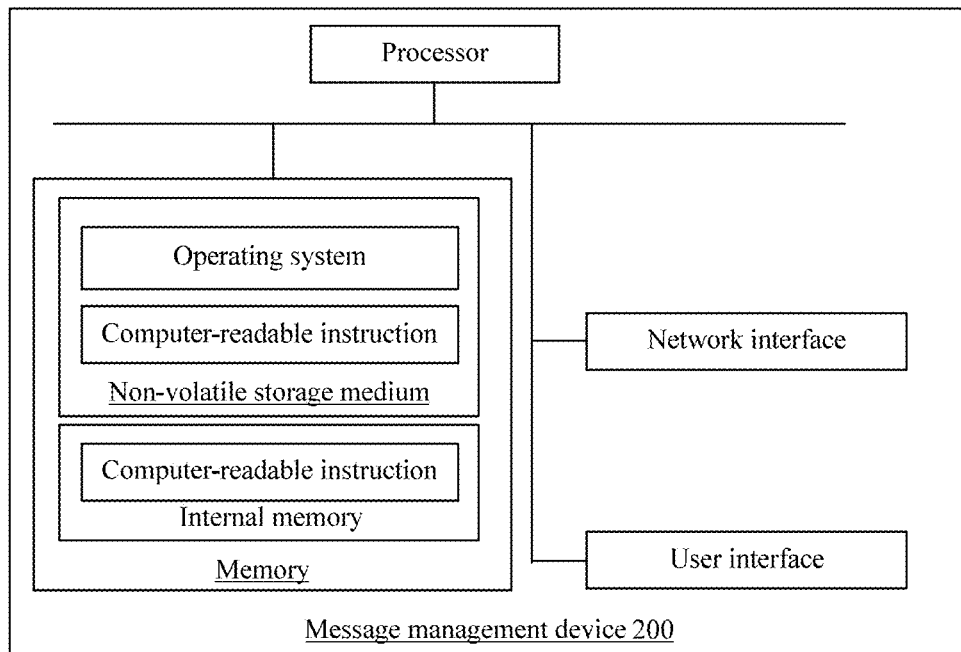 Processor
Operating system
Computer-readable instruction
Non-volatile storage medium
Computer-readable instruction
Internal memory
Memory
Network interface
User interface
Message management device 200